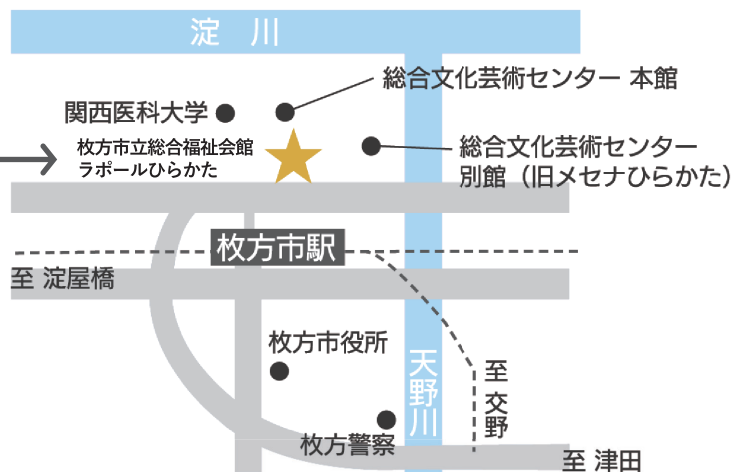 淀 川
総合文化芸術センター 本館
関西医科大学
枚方市立総合福祉会館
ラポールひらかた
総合文化芸術センター
別館（旧メセナひらかた）
枚方市駅
至 淀屋橋
枚方市役所
天野川
至 交野
枚方警察
至 津田